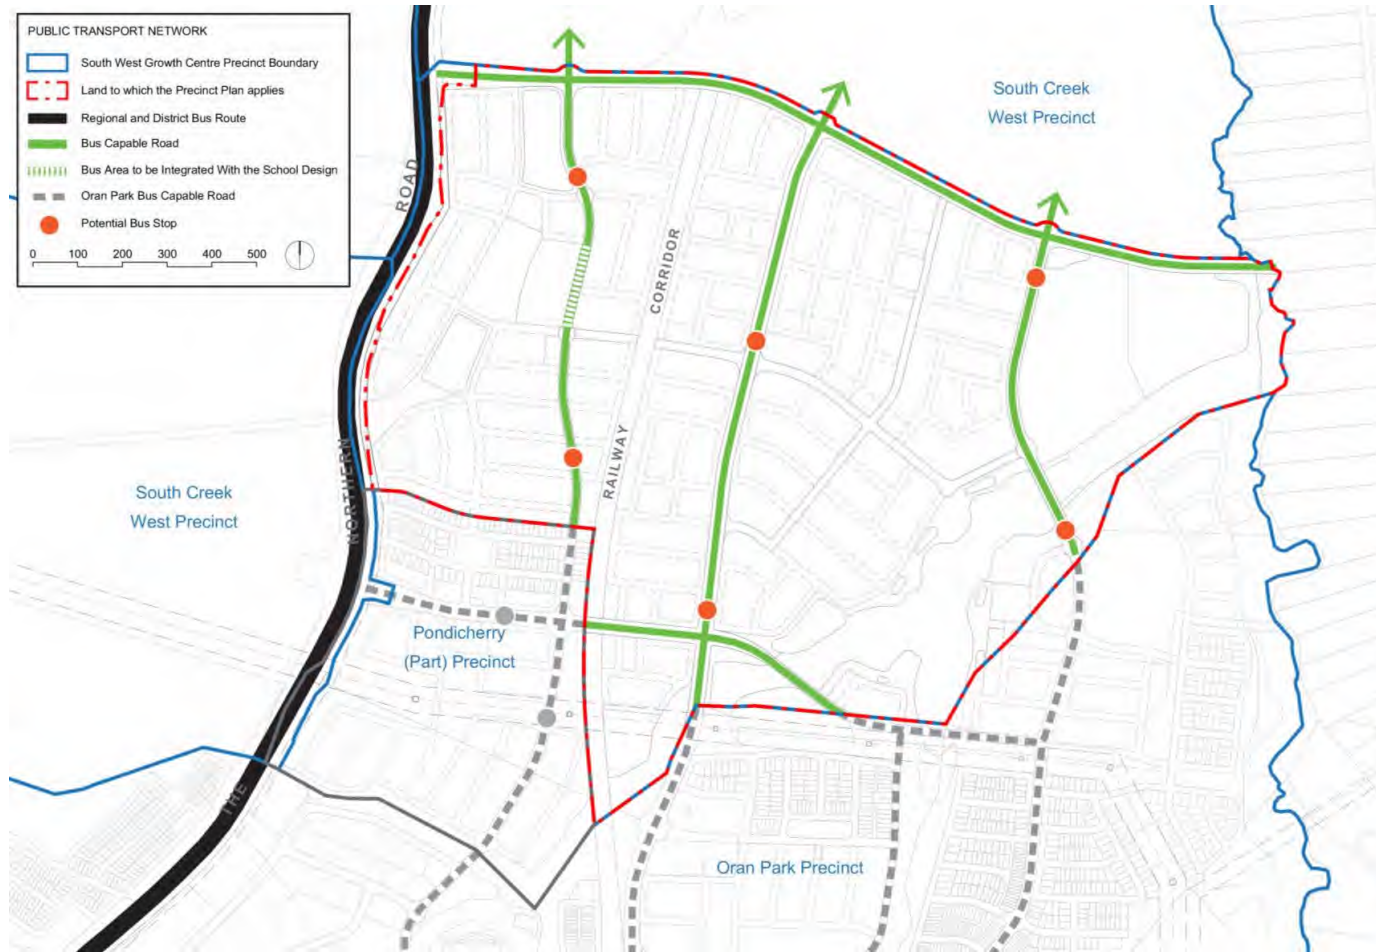 PUBLIC TRANSPORT NETWORK
South West Growth Centre Precinct Boundary
Land to which the Precinct Plan applies
Regional and District Bus Route
Bus Capable Road
Bus Area to be Integrated With the School Design
Oran Park Bus Capable Road
Potential Bus Stop
0 100 200 300 400 500
South Creek
West Precinct
ROAD
CORRIDOR
RAILWAY
NORTHERN
South Creek
West Precinct
Pondicherry
(Part) Precinct
THE
Oran Park Precinct